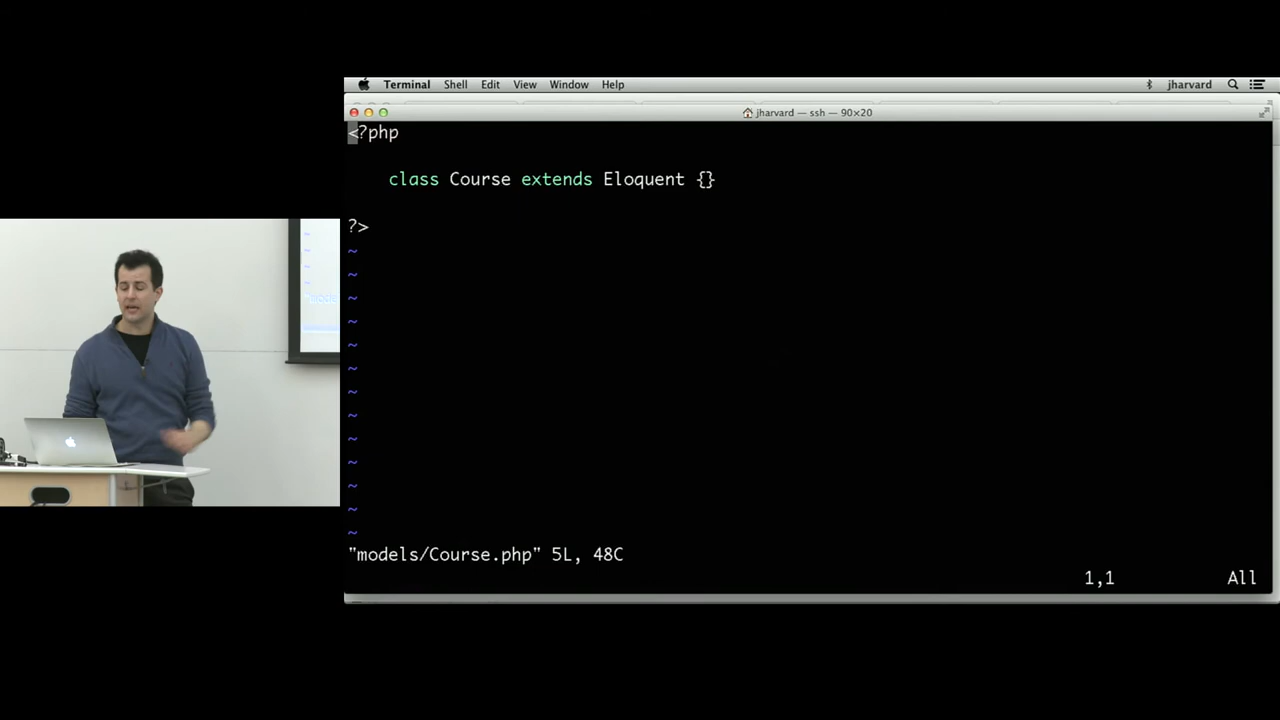 Terminal Shell Edit View Window Help jharvard
jharvard — ssh — 90×20
<?php
class Course extends Eloquent {}
?>
~
~
~
~
~
~
~
~
~
~
~
~
~
"models/Course.php" 5L, 48C
1,1 All